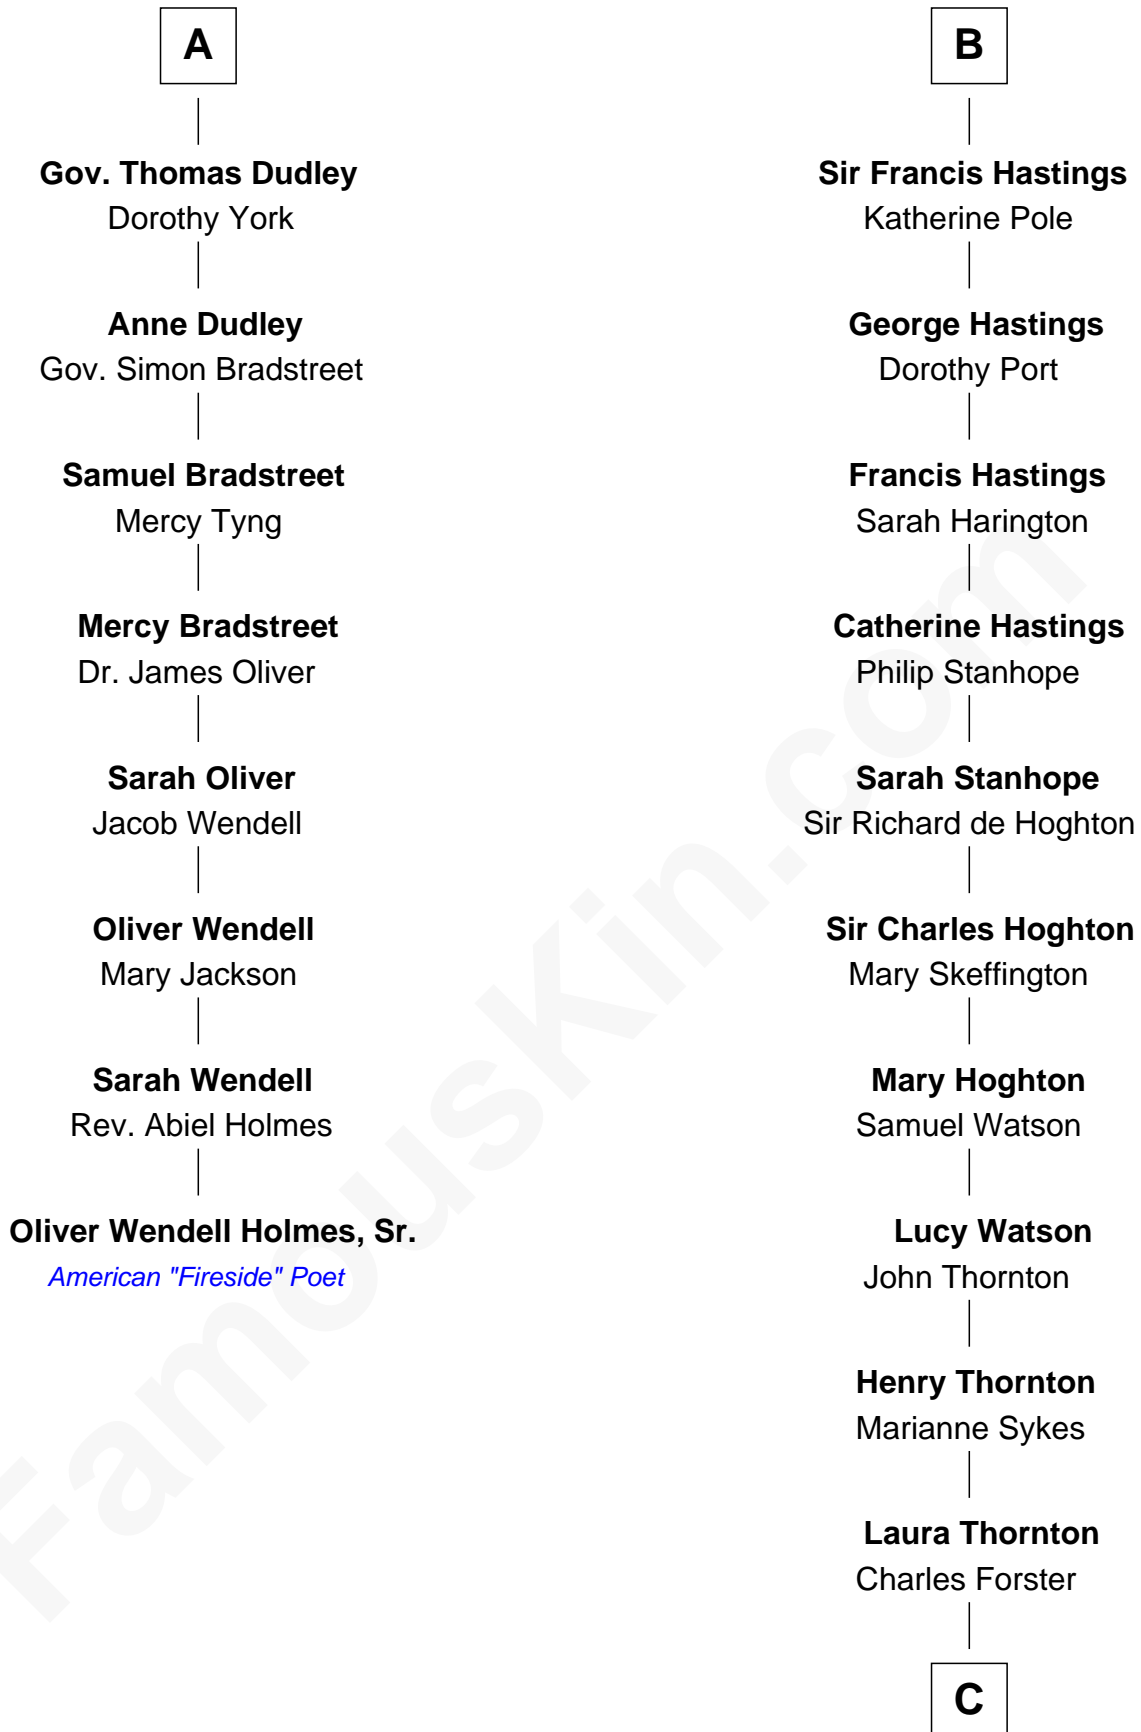 A
Gov. Thomas Dudley
Dorothy York
Anne Dudley
Gov. Simon Bradstreet
Samuel Bradstreet
Mercy Tyng
Mercy Bradstreet
Dr. James Oliver
Sarah Oliver
Jacob Wendell
Oliver Wendell
Mary Jackson
Sarah Wendell
Rev. Abiel Holmes
Oliver Wendell Holmes, Sr.
American "Fireside" Poet
B
Sir Francis Hastings
Katherine Pole
George Hastings
Dorothy Port
Francis Hastings
Sarah Harington
Catherine Hastings
Philip Stanhope
Sarah Stanhope
Sir Richard de Hoghton
Sir Charles Hoghton
Mary Skeffington
Mary Hoghton
Samuel Watson
Lucy Watson
John Thornton
Henry Thornton
Marianne Sykes
Laura Thornton
Charles Forster
C
FamousKin.com